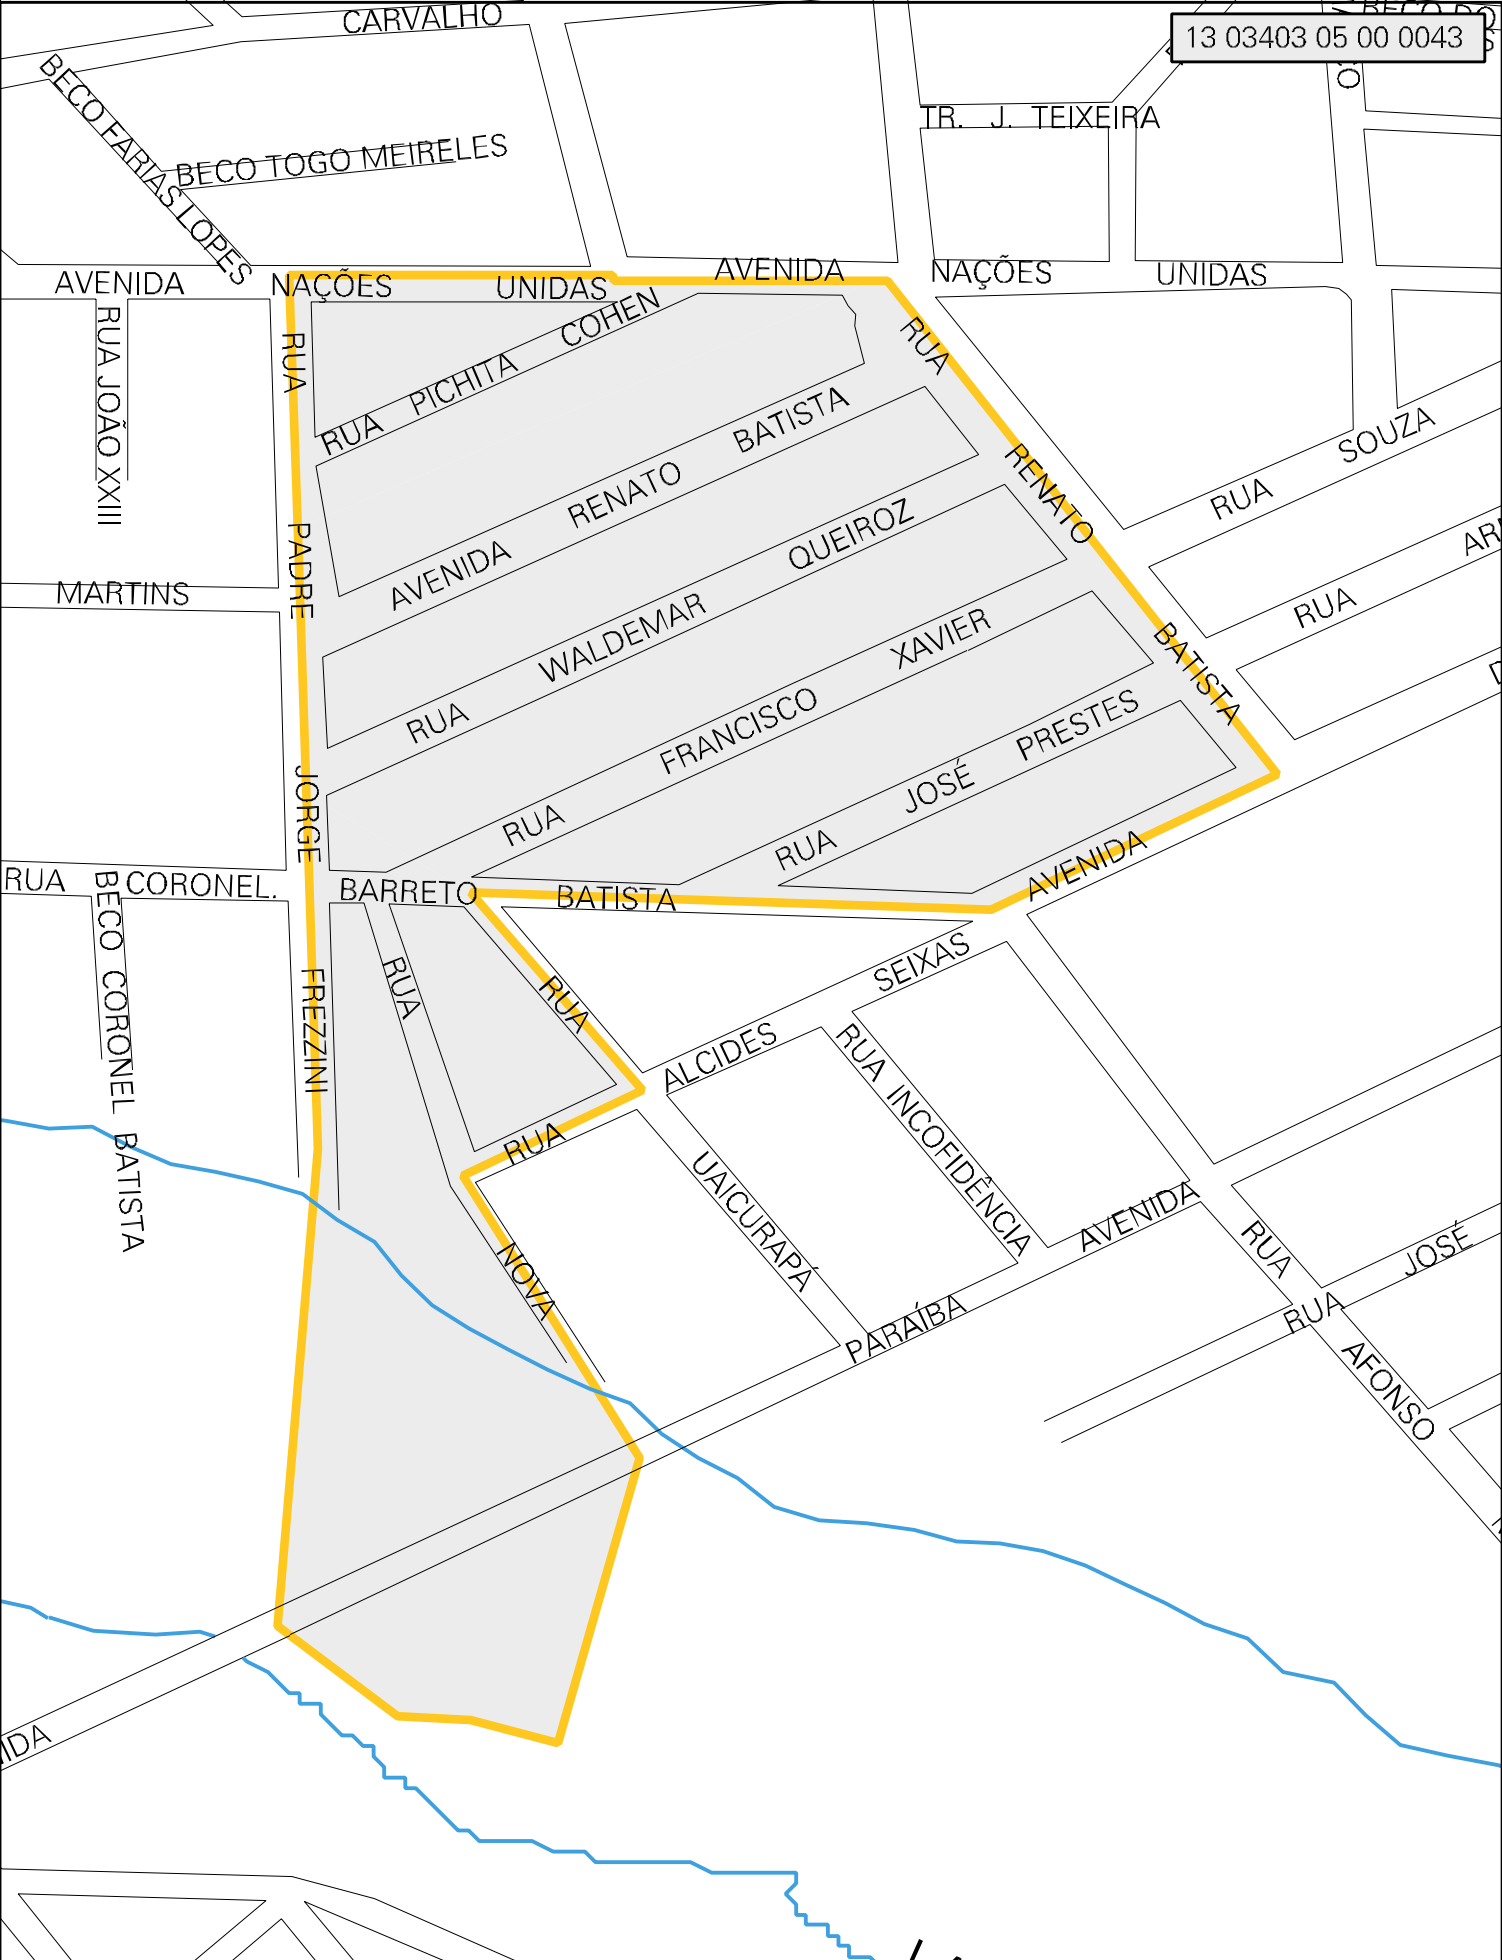 CARVALHO
BECO DO
13 03403 05 00 0043
BECO FARIAS LOPES
BECO TOGO MEIRELES
TR. J. TEIXEIRA
AVENIDA NAÇÕES UNIDAS AVENIDA NAÇÕES UNIDAS
RUA JOÃO XXIII
RUA PICHITA COHEN
RUA PADRE JORGE FREZZINI
RUA RENATO BATISTA
AVENIDA RENATO BATISTA
RUA SOUZA
RUA
MARTINS
RUA WALDEMAR QUEIROZ
RUA FRANCISCO XAVIER
RUA JOSÉ PRESTES
RUA CORONEL. BARRETO BATISTA
BECO CORONEL BATISTA
AVENIDA
RUA
RUA
RUA ALCIDES SEIXAS
RUA INCOFIDÊNCIA
UAICURAPÁ
NOVA
AVENIDA
PARAÍBA
RUA AFONSO
RUA JOSÉ